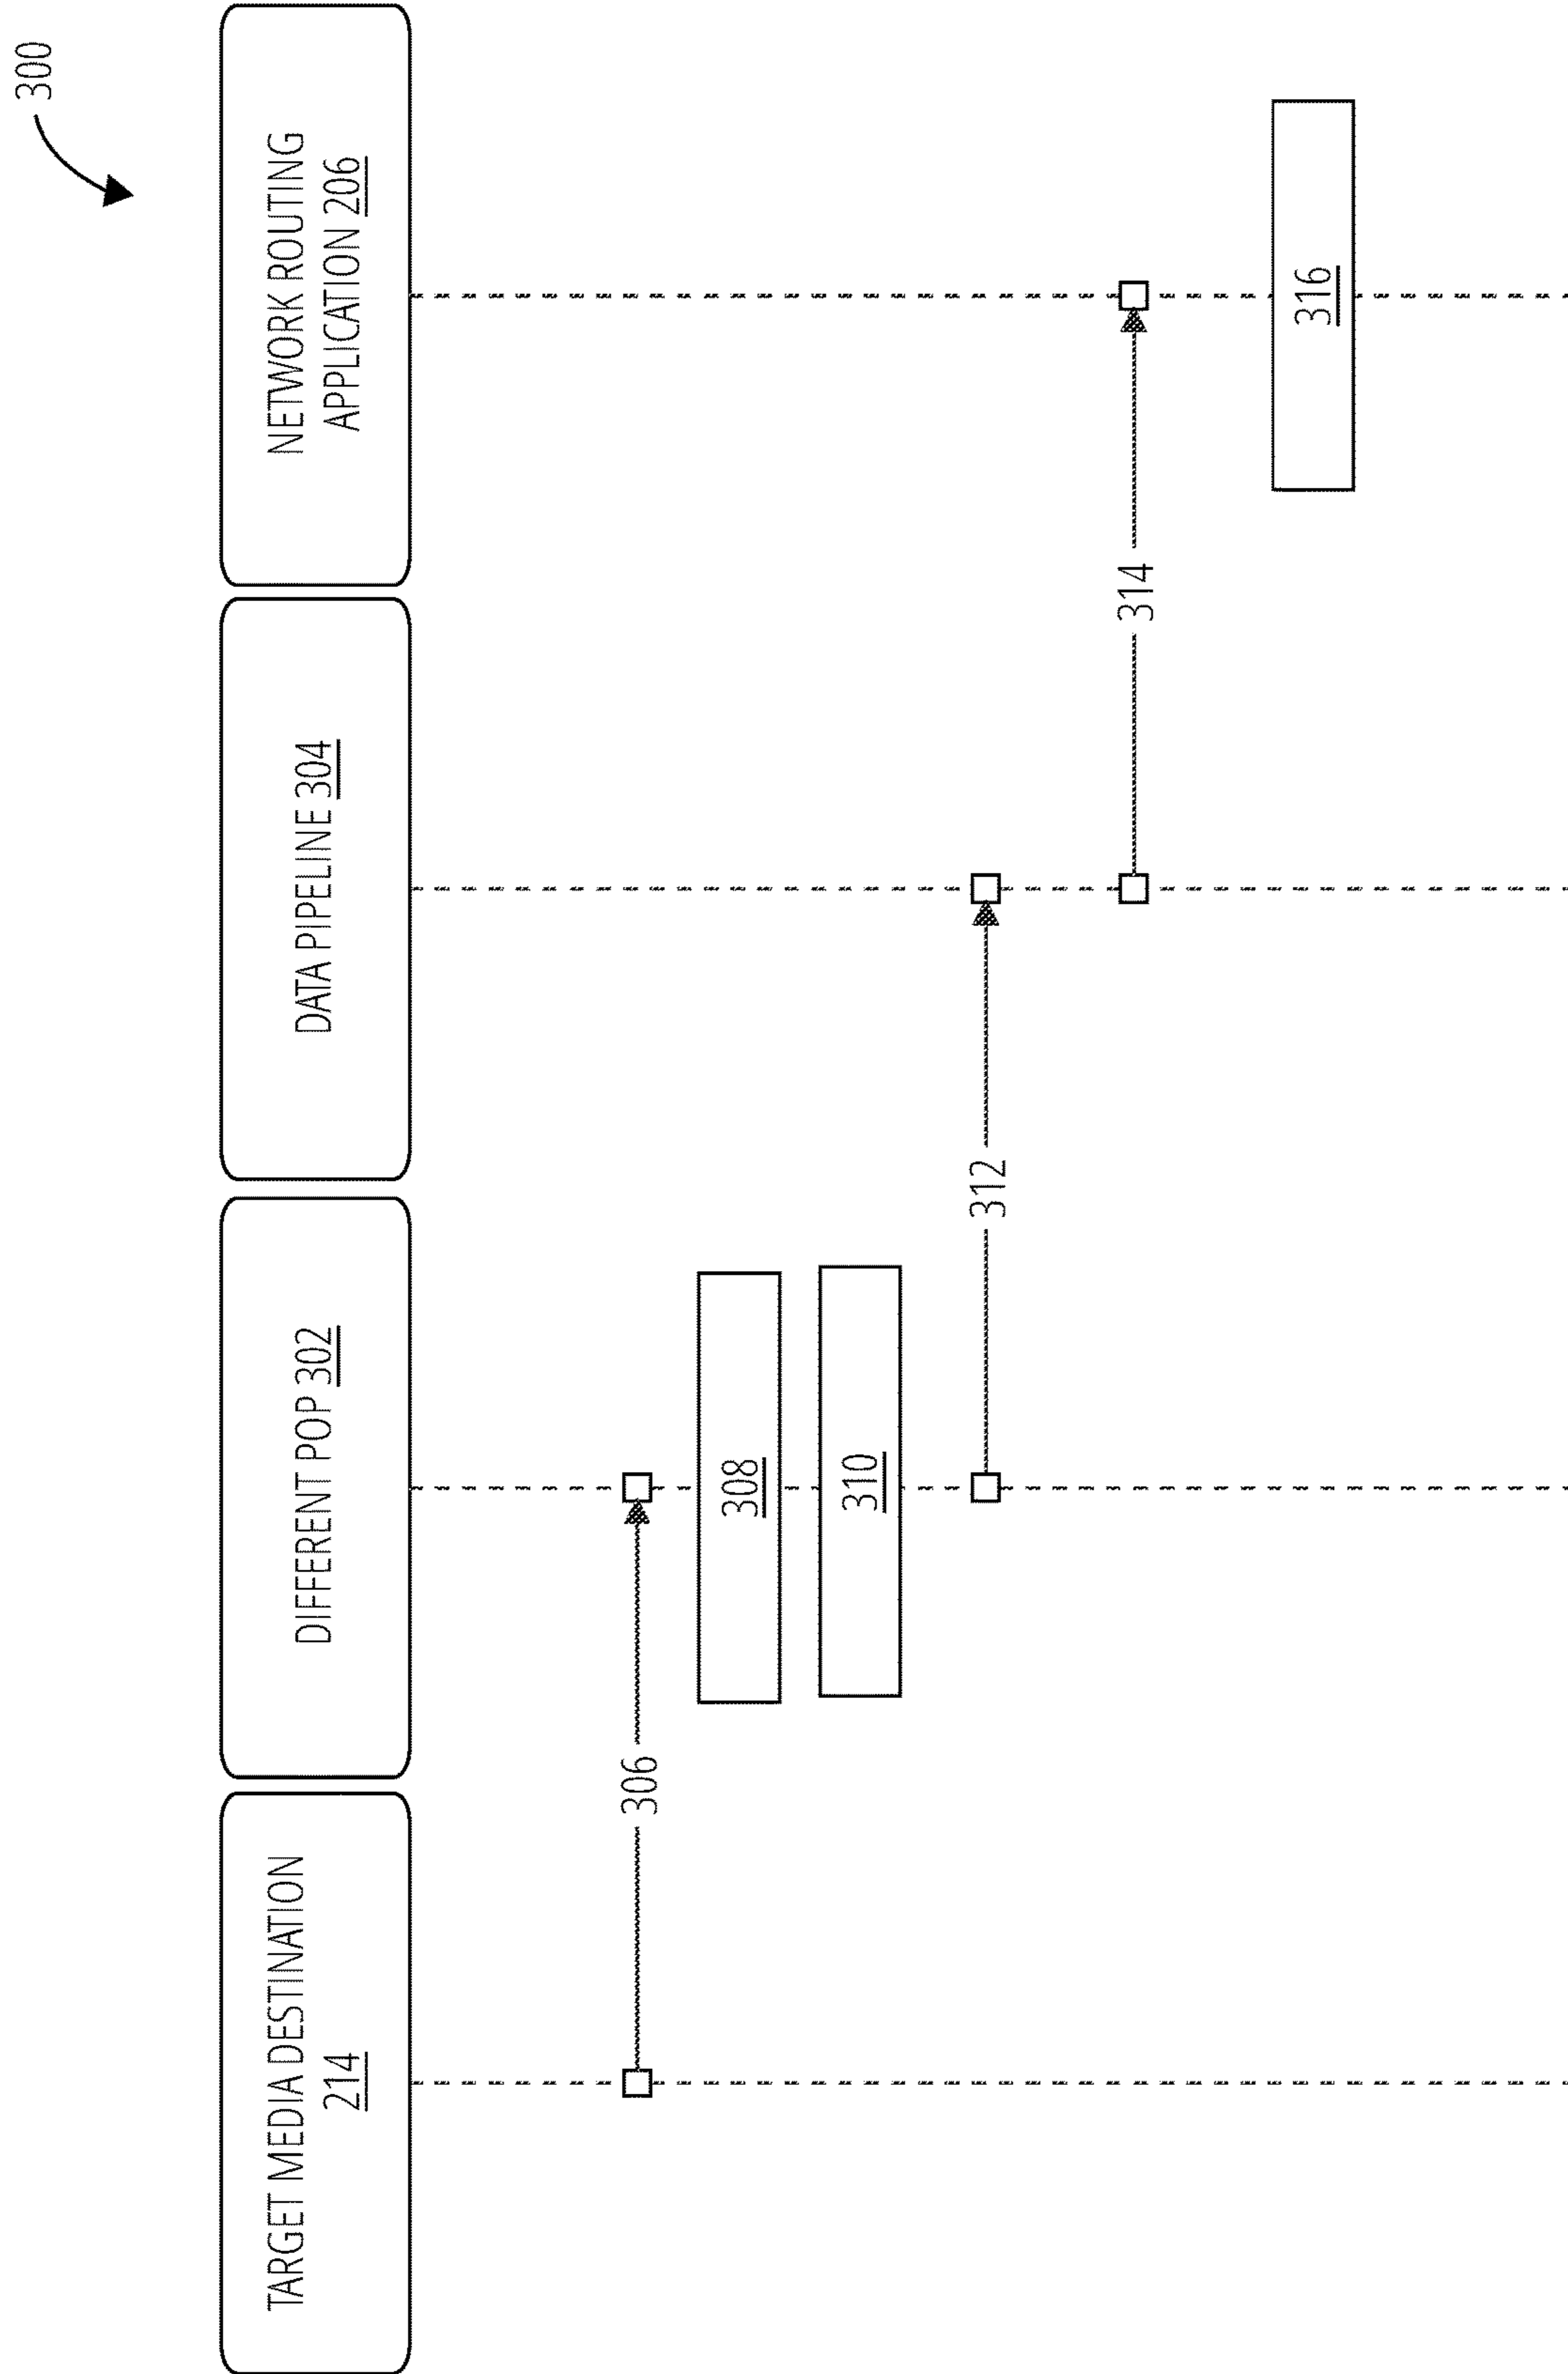 300
TARGET MEDIA DESTINATION
214
DIFFERENT POP 302
DATA PIPELINE 304
NETWORK ROUTING
APPLICATION 206
306
308
310
312
314
316